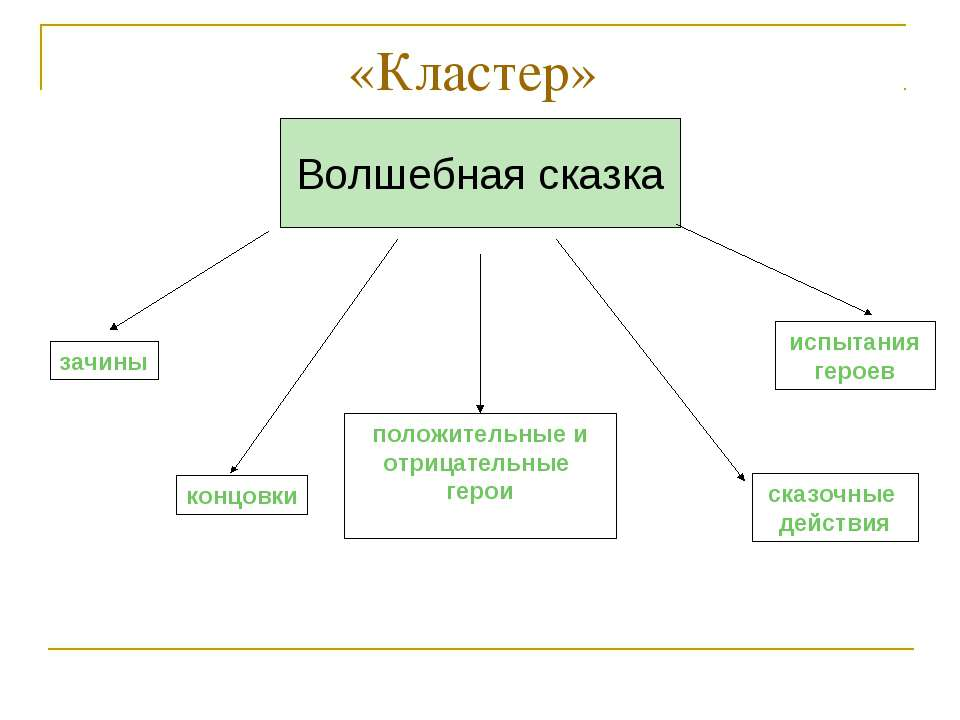 «Кластер»
Волшебная сказка
зачины
концовки
положительные и
отрицательные
герои
сказочные
действия
испытания
героев